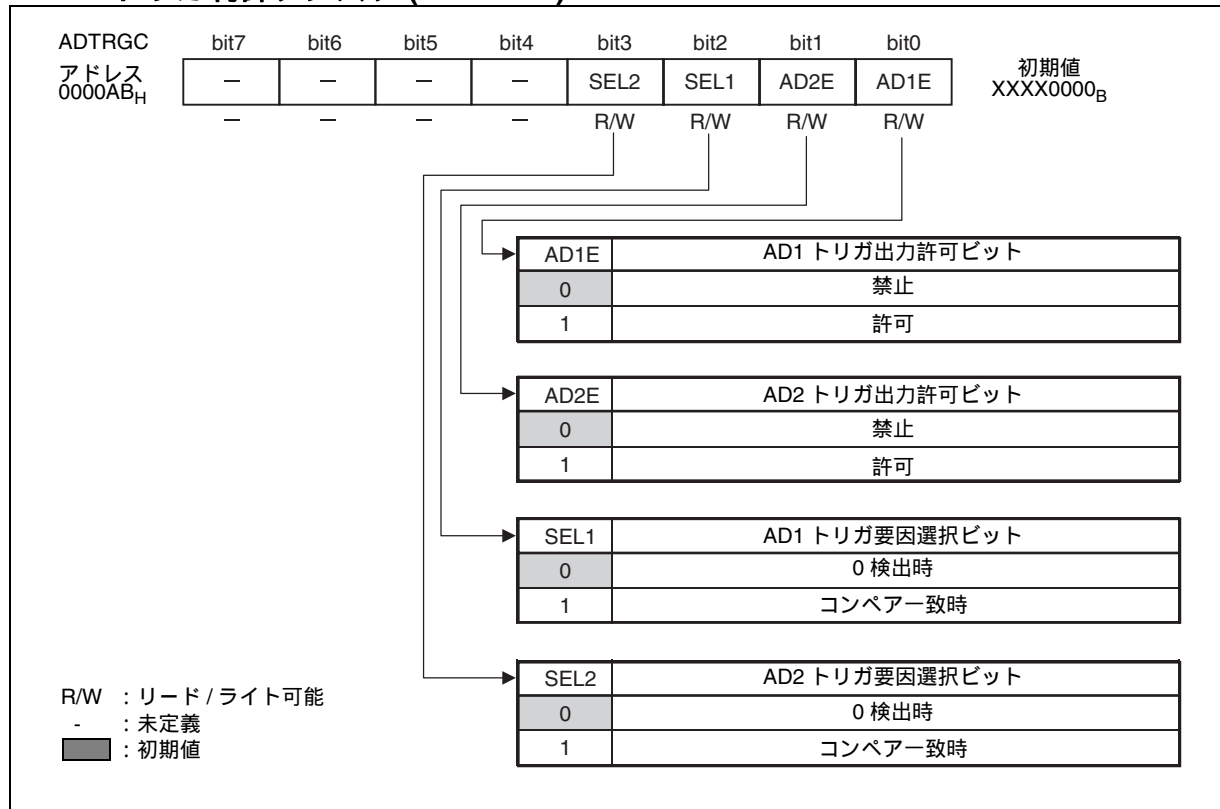 (ADTRGC)
ADTRGC bit7 bit6 bit5 bit4 bit3 bit2 bit1 bit0
アドレス
0000ABH
― ― ― ― SEL2 SEL1 AD2E AD1E
初期値
XXXX0000B
― ― ― ― R/W R/W R/W R/W
AD1E AD1 トリガ出力許可ビット
0 禁止
1 許可
AD2E AD2 トリガ出力許可ビット
0 禁止
1 許可
SEL1 AD1 トリガ要因選択ビット
0 0 検出時
1 コンペア一致時
SEL2 AD2 トリガ要因選択ビット
0 0 検出時
1 コンペア一致時
R/W :リード / ライト可能
- :未定義
:初期値